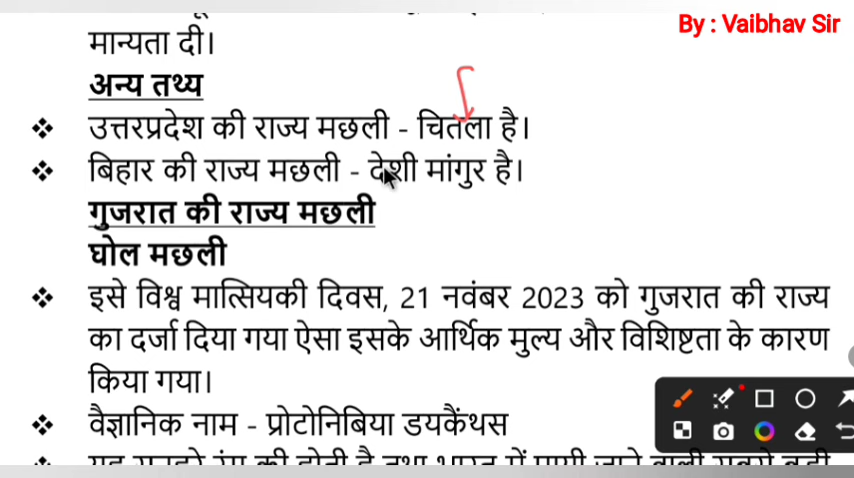 By : Vaibhav Sir
मान्यता दी।
अन्य तथ्य
❖ उत्तरप्रदेश की राज्य मछली - चितला है।
❖ बिहार की राज्य मछली - देशी मांगुर है।
गुजरात की राज्य मछली
घोल मछली
❖ इसे विश्व मात्सियकी दिवस, 21 नवंबर 2023 को गुजरात की राज्य
का दर्जा दिया गया ऐसा इसके आर्थिक मुल्य और विशिष्टता के कारण
किया गया।
❖ वैज्ञानिक नाम - प्रोटोनिबिया डयकैंथस